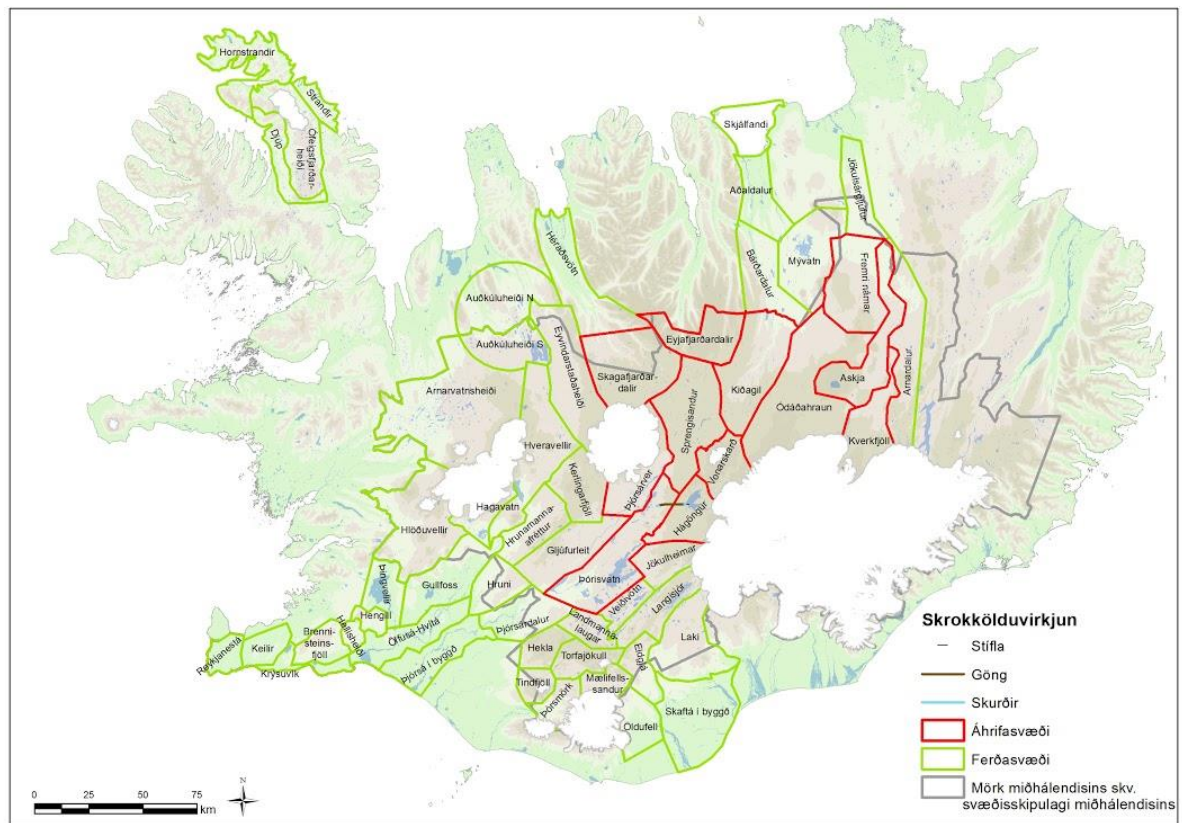 Hornstrandir
Strandir
Djúp
Ófeigsfjarðar-
heiði
Skjálfandi
Aðaldalur
Jökulsárgljúfur
Héraðsvötn
Bárðardalur
Mývatn
Fremri námar
Auðkúluheiði N
Auðkúluheiði S
Eyvindarstaðaheiði
Eyjafjarðardalir
Skagafjarðar-
dalir
Arnarvatnsheiði
Kiðagil
Askja
Arnardalur
Ódáðahraun
Sprengisandur
Kverkfjöll
Hveravellir
Kerlingarfjöll
Vonarskarð
Þjórsárver
Hágöngur
Hagavatn
Hrunamanna-
afréttur
Hlöðuvellir
Gljúfurleit
Jökulheimar
Þórisvatn
Þingvellir
Gullfoss
Hruni
Veiðivötn
Langisjór
Hengill
Hellisheiði
Ölfusá-Hvítá
Þjórsárdalur
Landmanna-
laugar
Reykjanestá
Keilir
Brenni-
steins-
fjöll
Krýsuvík
Þjórsá í byggð
Hekla
Torfajökull
Eldgjá
Laki
Tindfjöll
Mælifells-
sandur
Þórsmörk
Skaftá í byggð
Öldufell
Skrokkölduvirkjun
Stífla
Göng
Skurðir
Áhrifasvæði
Ferðasvæði
Mörk miðhálendisins skv.
svæðisskipulagi miðhálendisins
0 25 50 75
km
N